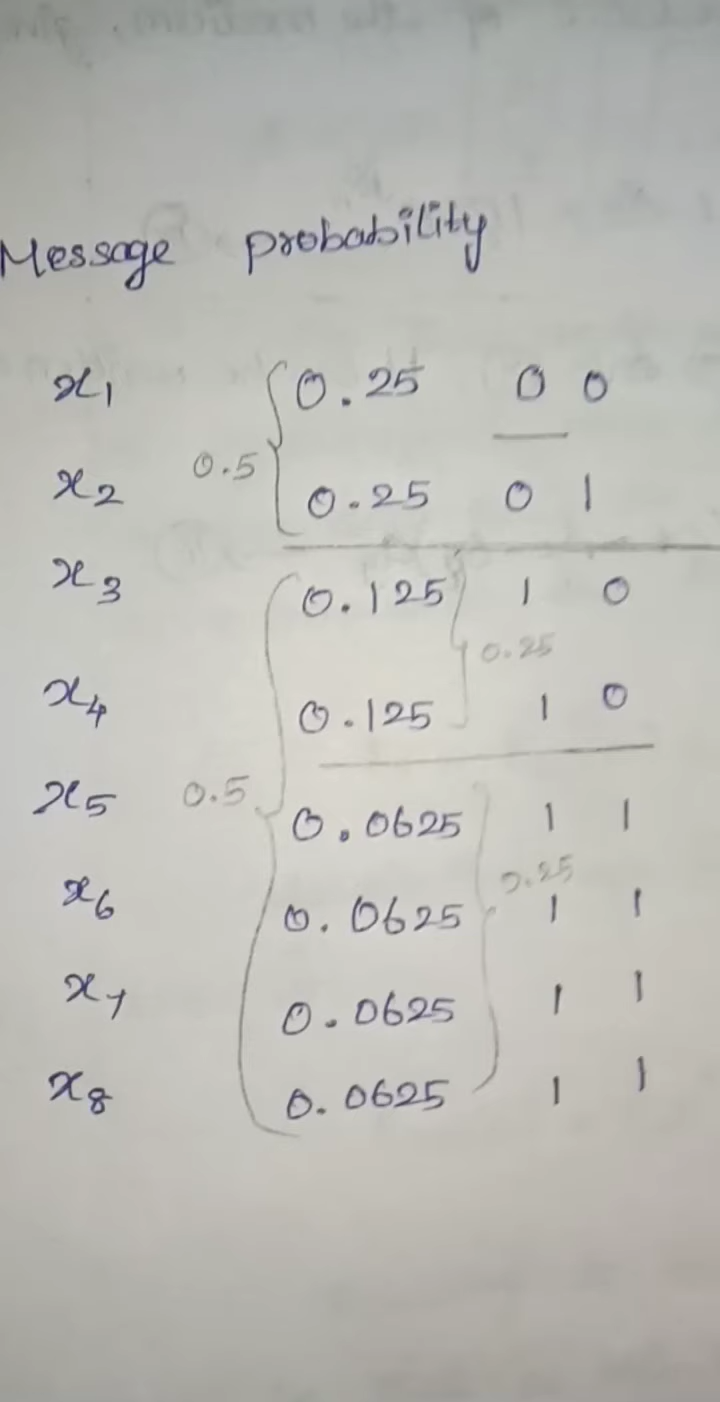 Message probability
x1 0.25 0 0
0.5
x2 0.25 0 1
x3 0.125 1 0
0.25
x4 0.125 1 0
x5 0.5 0.0625 1 1
0.25
x6 0.0625 1 1
x7 0.0625 1 1
x8 0.0625 1 1